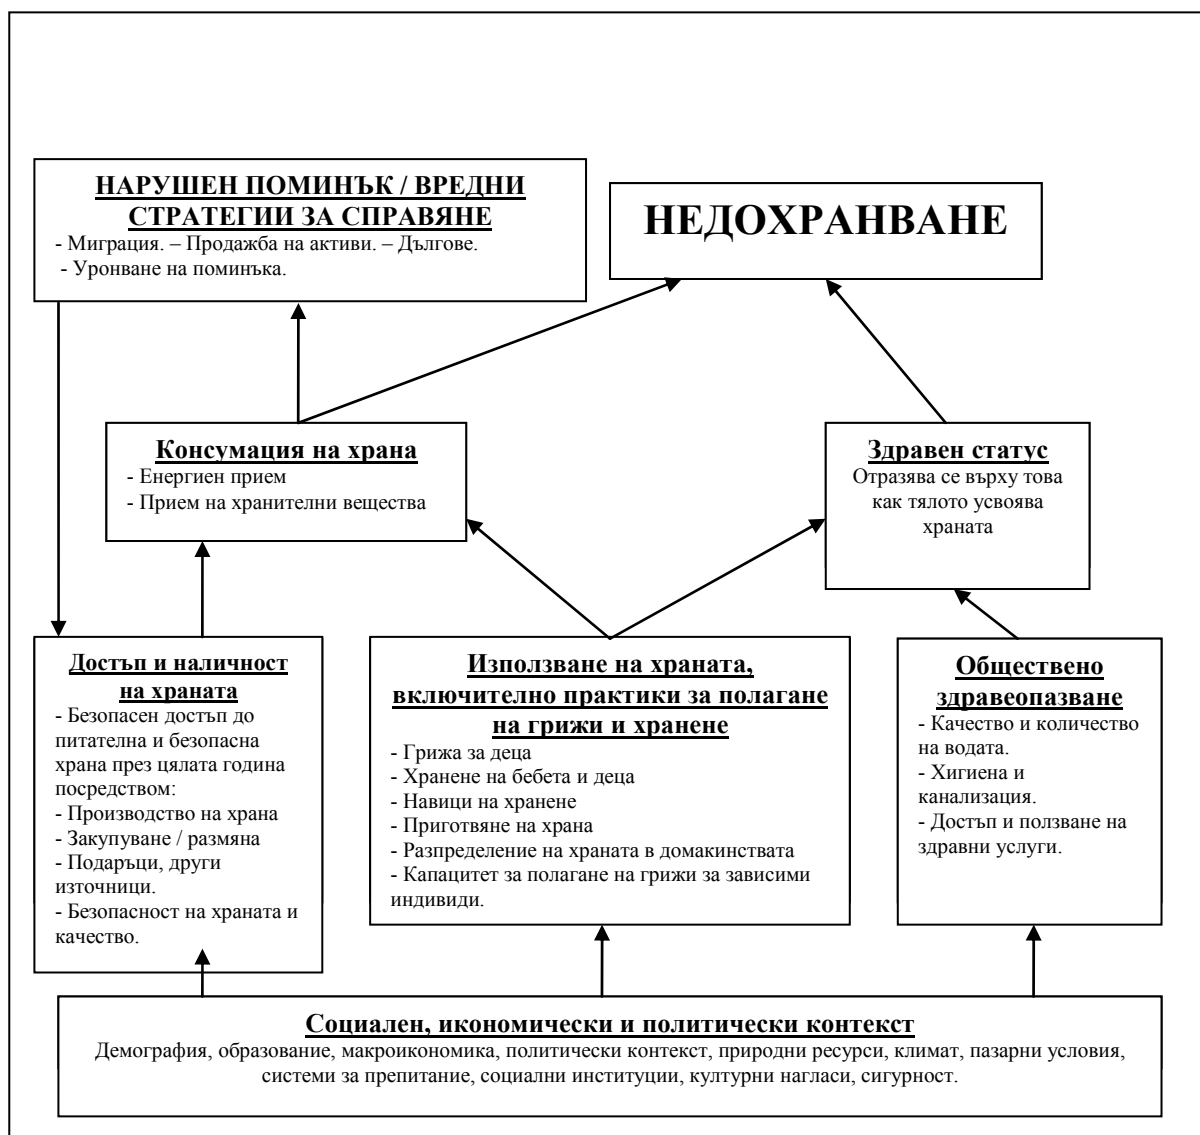 НАРУШЕН ПОМИНЪК / ВРЕДНИ
СТРАТЕГИИ ЗА СПРАВЯНЕ
- Миграция. – Продажба на активи. – Дългове.
- Уронване на поминъка.
НЕДОХРАНВАНЕ
Консумация на храна
- Енергиен прием
- Прием на хранителни вещества
Здравен статус
Отразява се върху това
как тялото усвоява
храната
Достъп и наличност
на храната
- Безопасен достъп до
питателна и безопасна
храна през цялата година
посредством:
- Производство на храна
- Закупуване / размяна
- Подаръци, други
източници.
- Безопасност на храната и
качество.
Използване на храната,
включително практики за полагане
на грижи и хранене
- Грижа за деца
- Хранене на бебета и деца
- Навици на хранене
- Приготвяне на храна
- Разпределение на храната в домакинствата
- Капацитет за полагане на грижи за зависими
индивиди.
Обществено
здравеопазване
- Качество и количество
на водата.
- Хигиена и
канализация.
- Достъп и ползване на
здравни услуги.
Социален, икономически и политически контекст
Демография, образование, макроикономика, политически контекст, природни ресурси, климат, пазарни условия,
системи за препитание, социални институции, културни нагласи, сигурност.